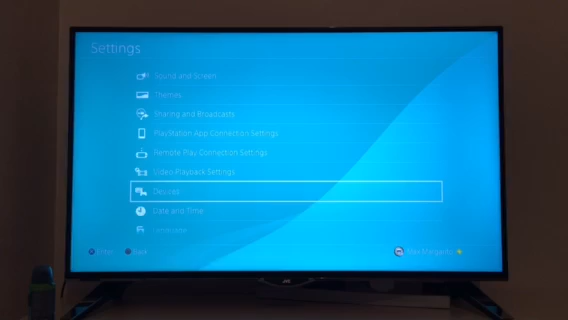 Settings
Sound and Screen
Themes
Sharing and Broadcasts
PlayStation App Connection Settings
Remote Play Connection Settings
Video Playback Settings
Devices
Date and Time
Language
Enter
Back